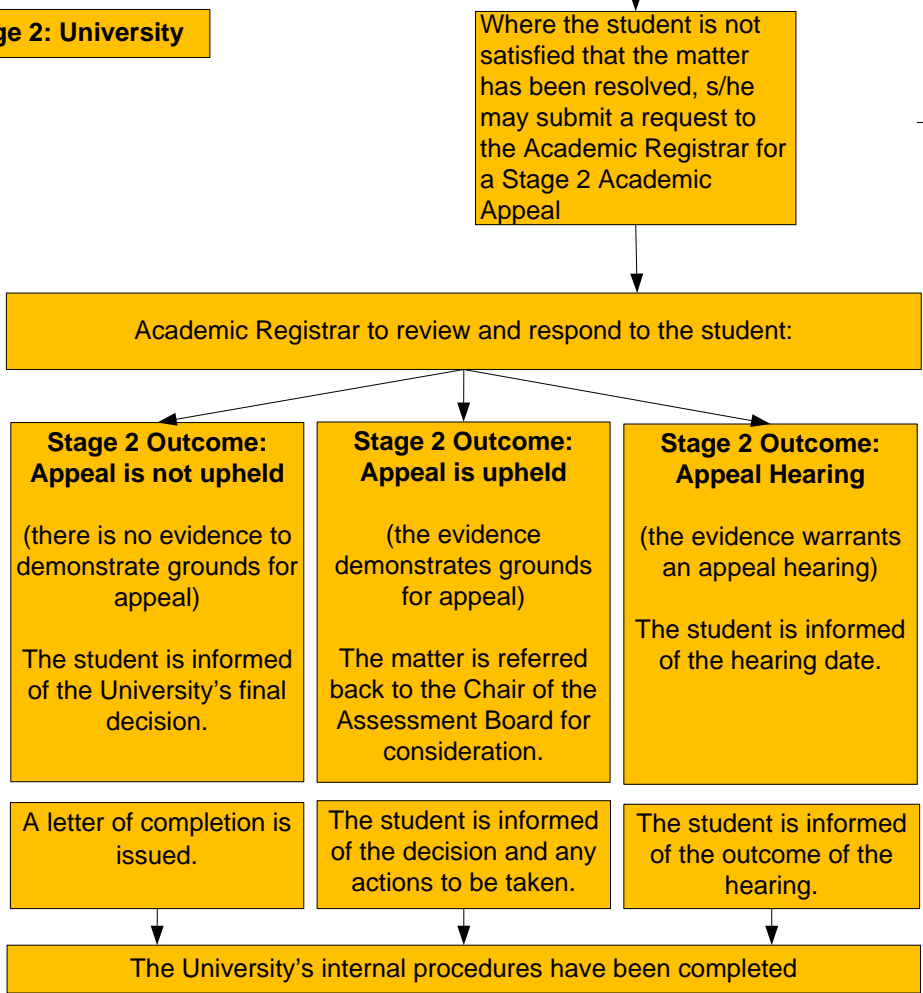 ge 2: University
Where the student is not
satisfied that the matter
has been resolved, s/he
may submit a request to
the Academic Registrar for
a Stage 2 Academic
Appeal
Academic Registrar to review and respond to the student:
Stage 2 Outcome:
Appeal is not upheld
(there is no evidence to
demonstrate grounds for
appeal)
The student is informed
of the University’s final
decision.
Stage 2 Outcome:
Appeal is upheld
(the evidence
demonstrates grounds
for appeal)
The matter is referred
back to the Chair of the
Assessment Board for
consideration.
Stage 2 Outcome:
Appeal Hearing
(the evidence warrants
an appeal hearing)
The student is informed
of the hearing date.
A letter of completion is
issued.
The student is informed
of the decision and any
actions to be taken.
The student is informed
of the outcome of the
hearing.
The University’s internal procedures have been completed